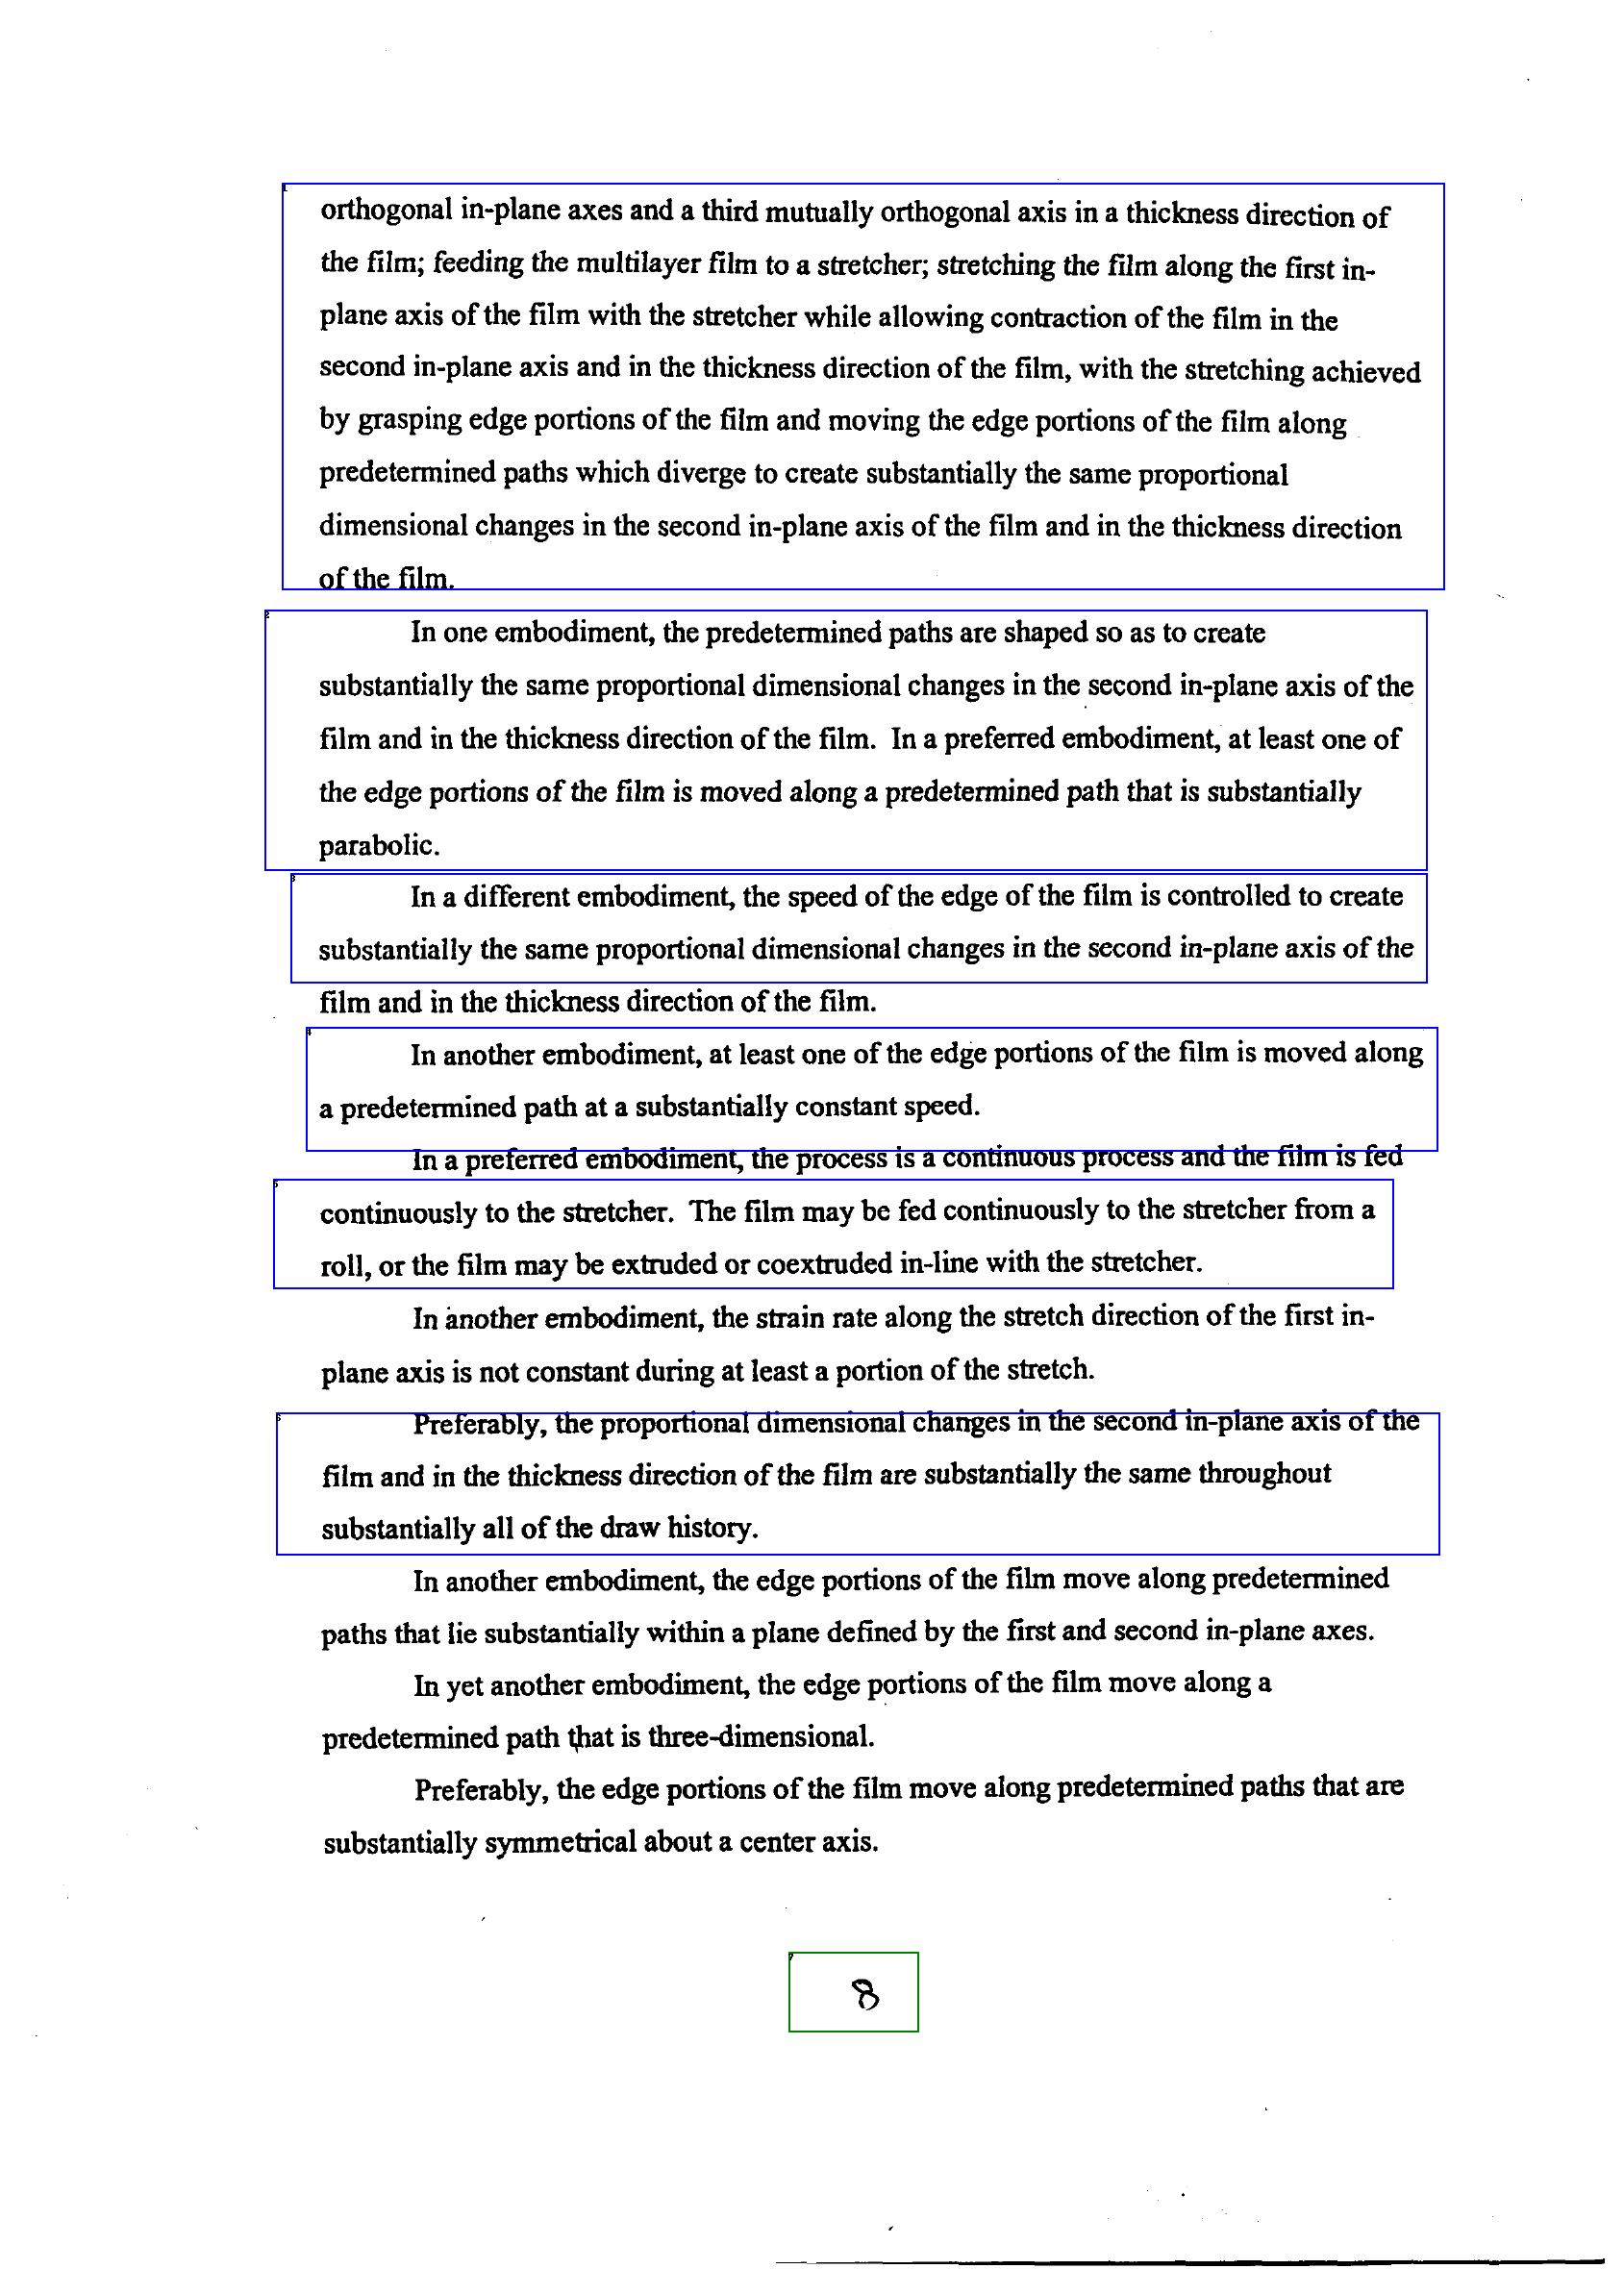 orthogonal in-plane axes and a third mutually orthogonal axis in a thickness direction of
the film; feeding the multilayer film to a stretcher; stretching the film along the first in-
plane axis of the film with the stretcher while allowing contraction of the film in the
second in-plane axis and in the thickness direction of the film, with the stretching achieved
by grasping edge portions of the film and moving the edge portions of the film along
predetermined paths which diverge to create substantially the same proportional
dimensional changes in the second in-plane axis of the film and in the thickness direction
of the film.
In one embodiment, the predetermined paths are shaped so as to create
substantially the same proportional dimensional changes in the second in-plane axis of the
film and in the thickness direction of the film. In a preferred embodiment, at least one of
the edge portions of the film is moved along a predetermined path that is substantially
parabolic.
In a different embodiment, the speed of the edge of the film is controlled to create
substantially the same proportional dimensional changes in the second in-plane axis of the
film and in the thickness direction of the film.
In another embodiment, at least one of the edge portions of the film is moved along
a predetermined path at a substantially constant speed.
In a preferred embodiment, the process is a continuous process and the film is fed
continuously to the stretcher. The film may be fed continuously to the stretcher from a
roll, or the film may be extruded or coextruded in-line with the stretcher.
In another embodiment, the strain rate along the stretch direction of the first in-
plane axis is not constant during at least a portion of the stretch.
Preferably, the proportional dimensional changes in the second in-plane axis of the
film and in the thickness direction of the film are substantially the same throughout
substantially all of the draw history.
In another embodiment, the edge portions of the film move along predetermined
paths that lie substantially within a plane defined by the first and second in-plane axes.
In yet another embodiment, the edge portions of the film move along a
predetermined path that is three-dimensional.
Preferably, the edge portions of the film move along predetermined paths that are
substantially symmetrical about a center axis.
8